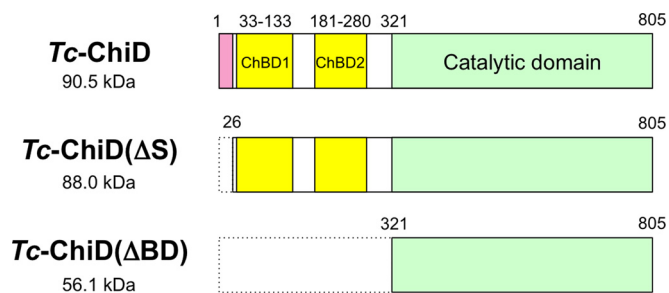 1 33-133 181-280 321 805
Tc-ChiD
90.5 kDa
ChBD1 ChBD2 Catalytic domain
26 805
Tc-ChiD(ΔS)
88.0 kDa
321 805
Tc-ChiD(ΔBD)
56.1 kDa